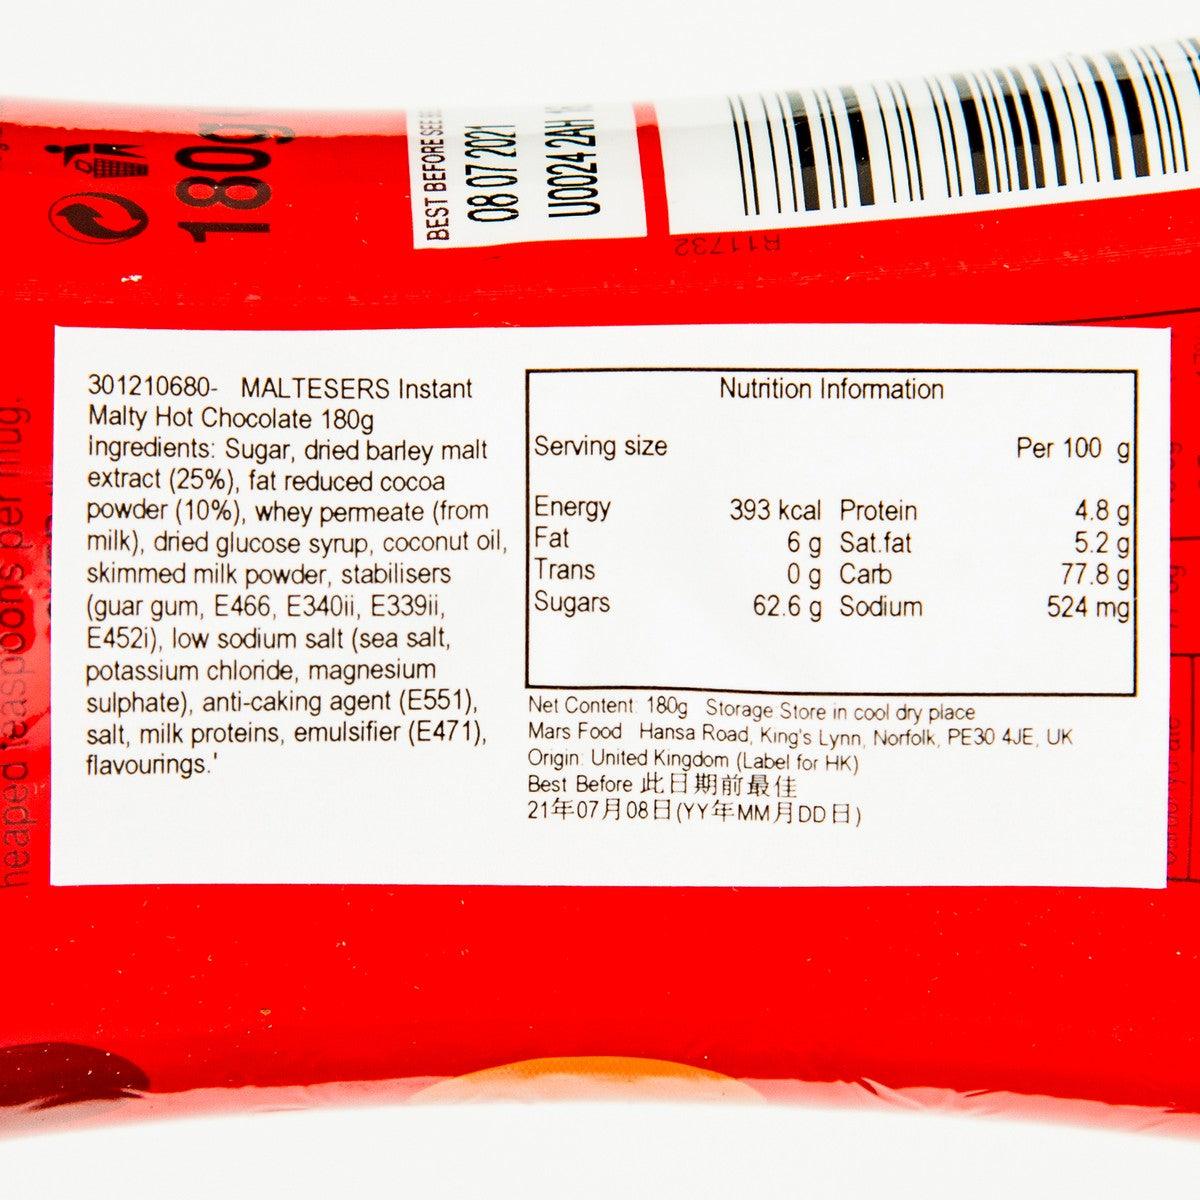 180g
BEST BEFORE SEE
08 07 2021
U0024 2AH
R11732
heaped teaspoons per mug.
301210680- MALTESERS Instant
Malty Hot Chocolate 180g
ingredients: Sugar, dried barley malt
extract (25%), fat reduced cocoa
powder (10%), whey permeate (from
milk), dried glucose syrup, coconut oil,
skimmed milk powder, stabilisers
(guar gum, E466, E340ii, E339ii,
E452i), low sodium salt (sea salt,
potassium chloride, magnesium
sulphate), anti-caking agent (E551),
salt, milk proteins, emulsifier (E471),
flavourings.'
Nutrition Information
Serving size Per 100 g
Energy 393 kcal Protein 4.8 g
Fat 6 g Sat.fat 5.2 g
Trans 0 g Carb 77.8 g
Sugars 62.6 g Sodium 524 mg
Net Content: 180g Storage:Store in cool dry place
Mars Food Hansa Road, King's Lynn, Norfolk, PE30 4JE, UK
Origin: United Kingdom (Label for HK)
Best Before 此日期前最佳
21年07月08日(YY年MM月DD日)